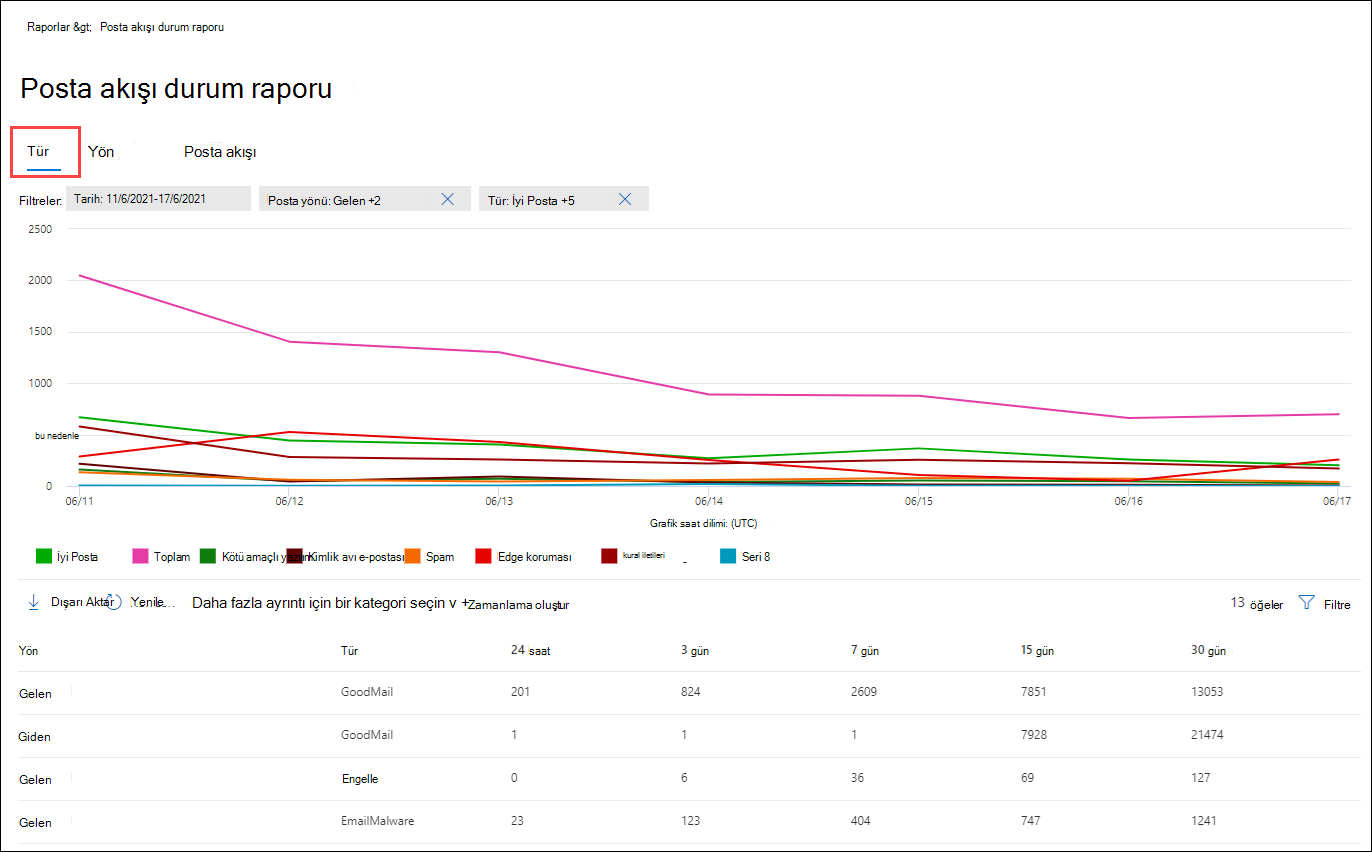 Raporlar &gt; Posta akışı durum raporu
Posta akışı durum raporu
Tür Yön Posta akışı
Filtreler: Tarih: 11/6/2021-17/6/2021 Posta yönü: Gelen +2 Tür: İyi Posta +5
2500
2000
1500
1000
bu nedenle
0
06/11 06/12 06/13 06/14 06/15 06/16 06/17
Grafik saat dilimi: (UTC)
İyi Posta Toplam Kötü amaçlı Kimlik avı e-postası Spam Edge koruması kural iletileri Seri 8
Dışarı Aktar Yenile... Daha fazla ayrıntı için bir kategori seçin v +Zamanlama oluştur 13 öğeler Filtre
Yön Tür 24 saat 3 gün 7 gün 15 gün 30 gün
Gelen GoodMail 201 824 2609 7851 13053
Giden GoodMail 1 1 1 7928 21474
Gelen Engelle 0 6 36 69 127
Gelen EmailMalware 23 123 404 747 1241